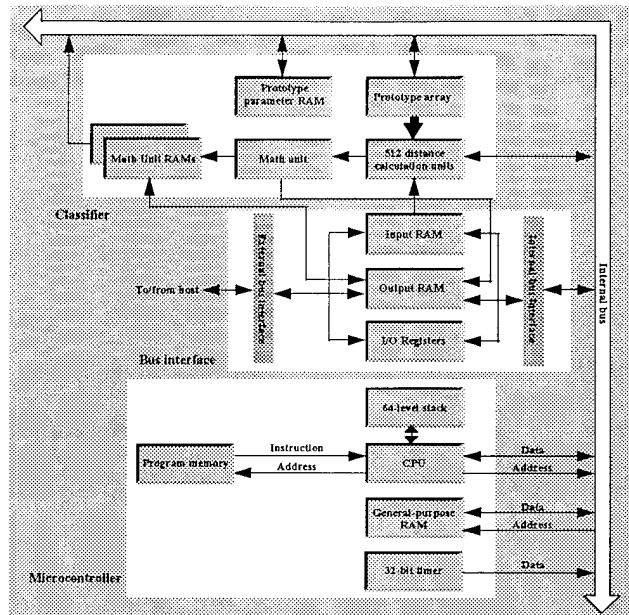 Prototype
parameter RAM
Prototype array
Math Unit RAMs
Math unit
512 distance
calculation units
Classifier
External bus interface
Input RAM
Internal bus interface
Internal bus
To/from host
Output RAM
I/O Registers
Bus interface
64-level stack
Program memory
Instruction
Address
CPU
Data
Address
General-purpose
RAM
Data
Address
32-bit timer
Data
Microcontroller